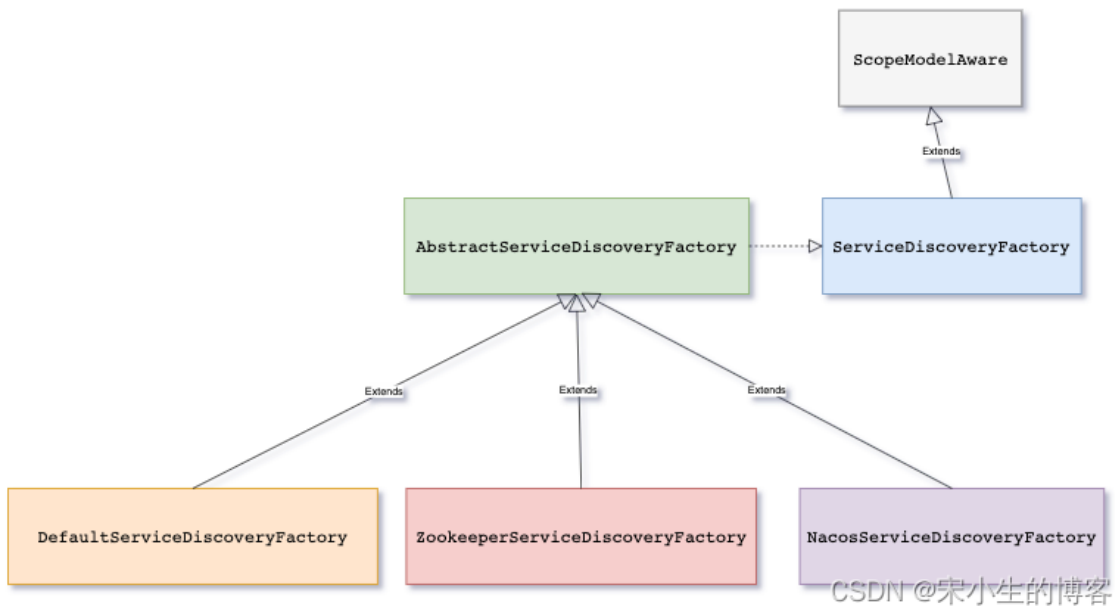 ScopeModelAware
Extends
AbstractServiceDiscoveryFactory
ServiceDiscoveryFactory
Extends
Extends
Extends
DefaultServiceDiscoveryFactory
ZookeeperServiceDiscoveryFactory
NacosServiceDiscoveryFactory
CSDN @宋小生的博客